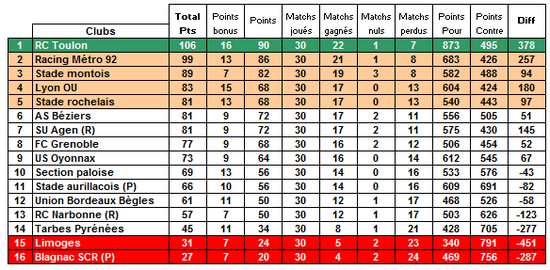 Total Points Points Matchs Matchs Matchs Matchs Points Points Diff
Clubs Pts bonus joués gagnés nuls perdus Pour Contre
1 RC Toulon 106 16 90 30 22 1 7 873 495 378
2 Racing Métro 92 99 13 86 30 21 1 8 683 426 257
3 Stade montois 89 7 82 30 19 3 8 582 488 94
4 Lyon OU 83 15 68 30 17 0 13 604 424 180
5 Stade rochelais 81 13 68 30 17 0 13 540 443 97
6 AS Béziers 81 9 72 30 17 2 11 556 505 51
7 SU Agen (R) 81 9 72 30 17 2 11 575 430 145
8 FC Grenoble 77 9 68 30 16 2 12 506 454 52
9 US Oyonnax 73 9 64 30 16 0 14 612 545 67
10 Section paloise 69 13 56 30 14 0 16 533 576 -43
11 Stade aurillacois (P) 66 10 56 30 14 0 16 609 691 -82
12 Union Bordeaux Bègles 61 11 50 30 12 1 17 468 526 -58
13 RC Narbonne (R) 57 7 50 30 12 1 17 503 626 -123
14 Tarbes Pyrénées 45 11 34 30 8 1 21 428 705 -277
15 Limoges 31 7 24 30 5 2 23 340 791 -451
16 Blagnac SCR (P) 27 7 20 30 4 2 24 469 756 -287